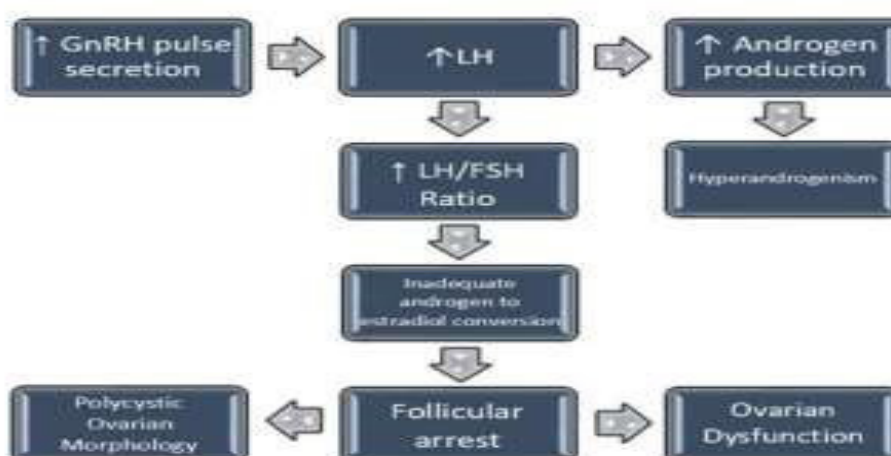 ↑ GnRH pulse
secretion
↑LH
↑ Androgen
production
↑ LH/FSH
Ratio
Hyperandrogenism
Inadequate
androgen to
estradiol conversion
Polycystic
Ovarian
Morphology
Follicular
arrest
Ovarian
Dysfunction